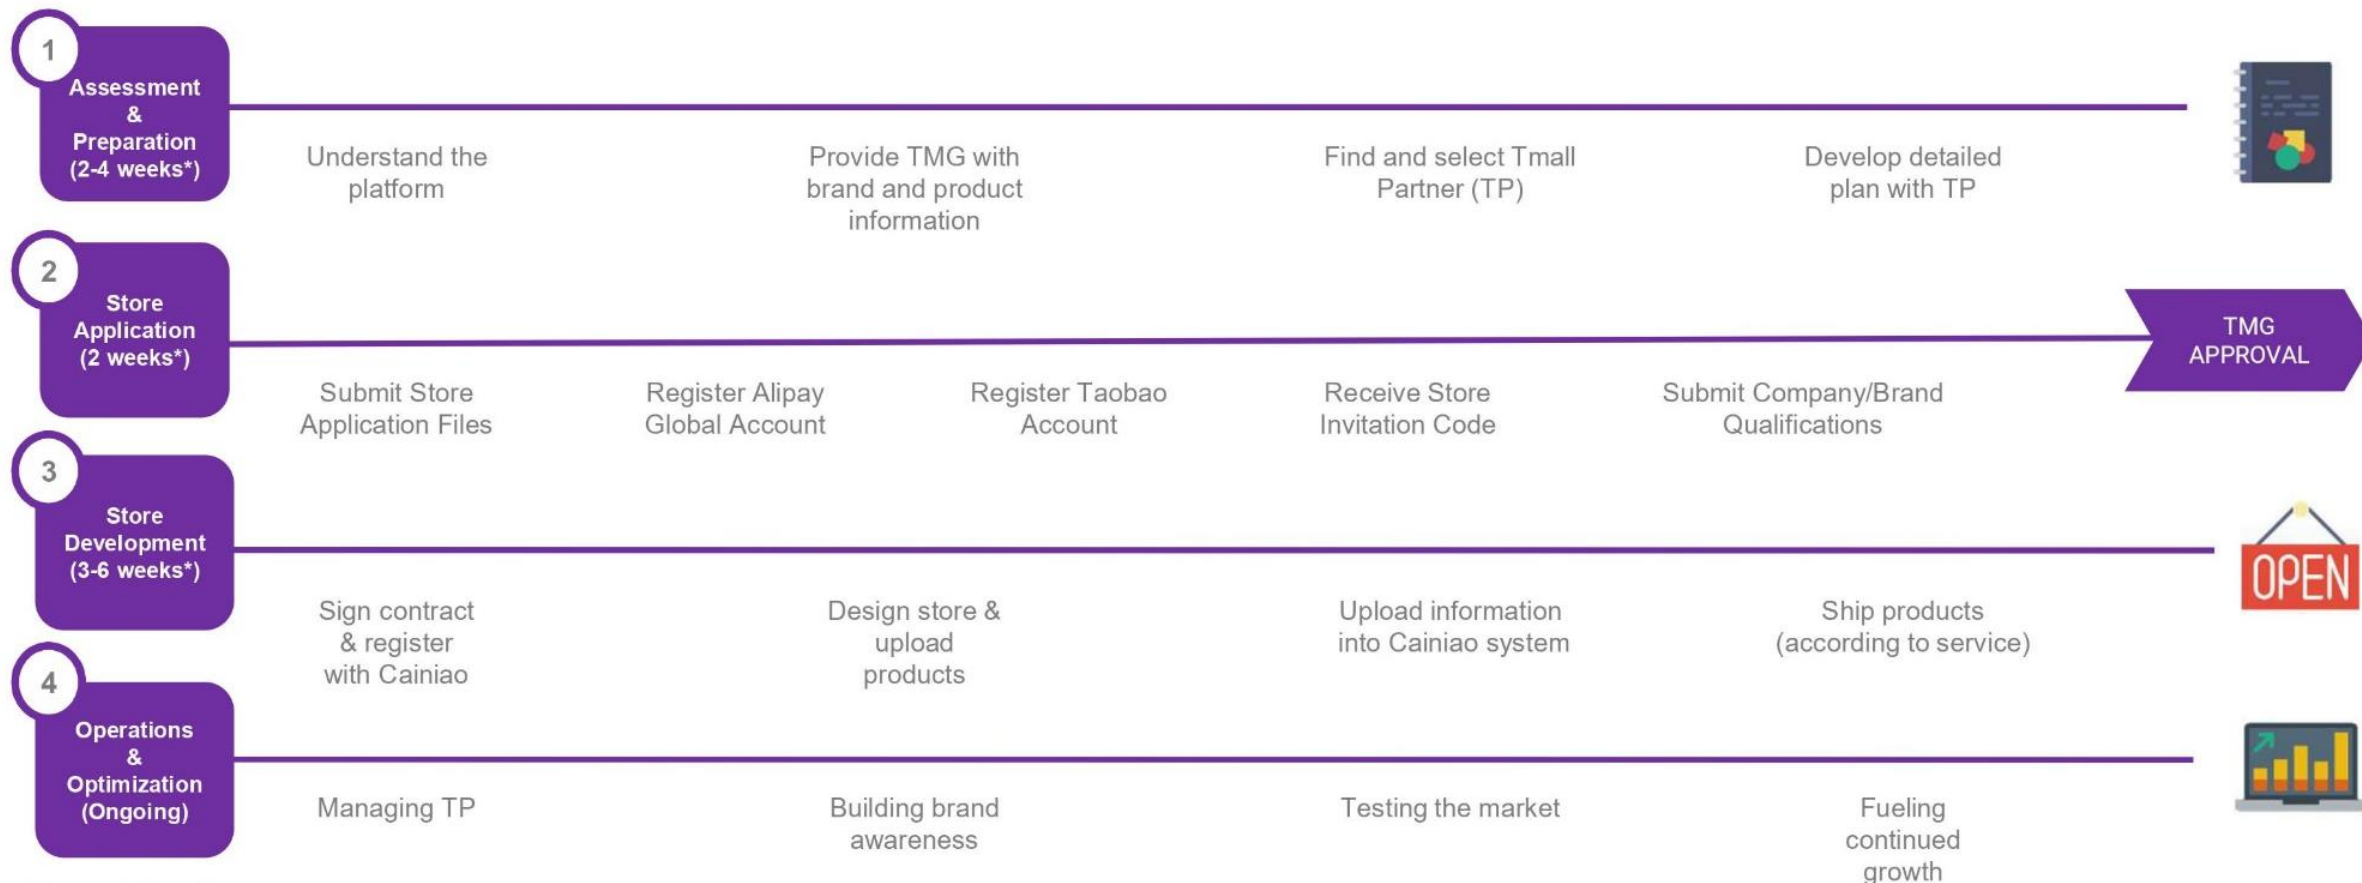 1
Assessment
&
Preparation
(2-4 weeks*)
Understand the
platform
Provide TMG with
brand and product
information
Find and select Tmall
Partner (TP)
Develop detailed
plan with TP
2
Store
Application
(2 weeks*)
Submit Store
Application Files
Register Alipay
Global Account
Register Taobao
Account
Receive Store
Invitation Code
Submit Company/Brand
Qualifications
TMG
APPROVAL
3
Store
Development
(3-6 weeks*)
Sign contract
& register
with Cainiao
Design store &
upload
products
Upload information
into Cainiao system
Ship products
(according to service)
OPEN
4
Operations
&
Optimization
(Ongoing)
Managing TP
Building brand
awareness
Testing the market
Fueling
continued
growth